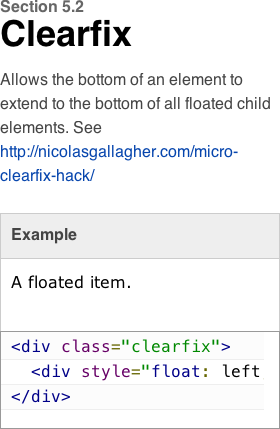 Section 5.2
Clearfix
Allows the bottom of an element to
extend to the bottom of all floated child
elements. See
http://nicolasgallagher.com/micro-
clearfix-hack/
Example
A floated item.
<div class="clearfix">
  <div style="float: left
</div>